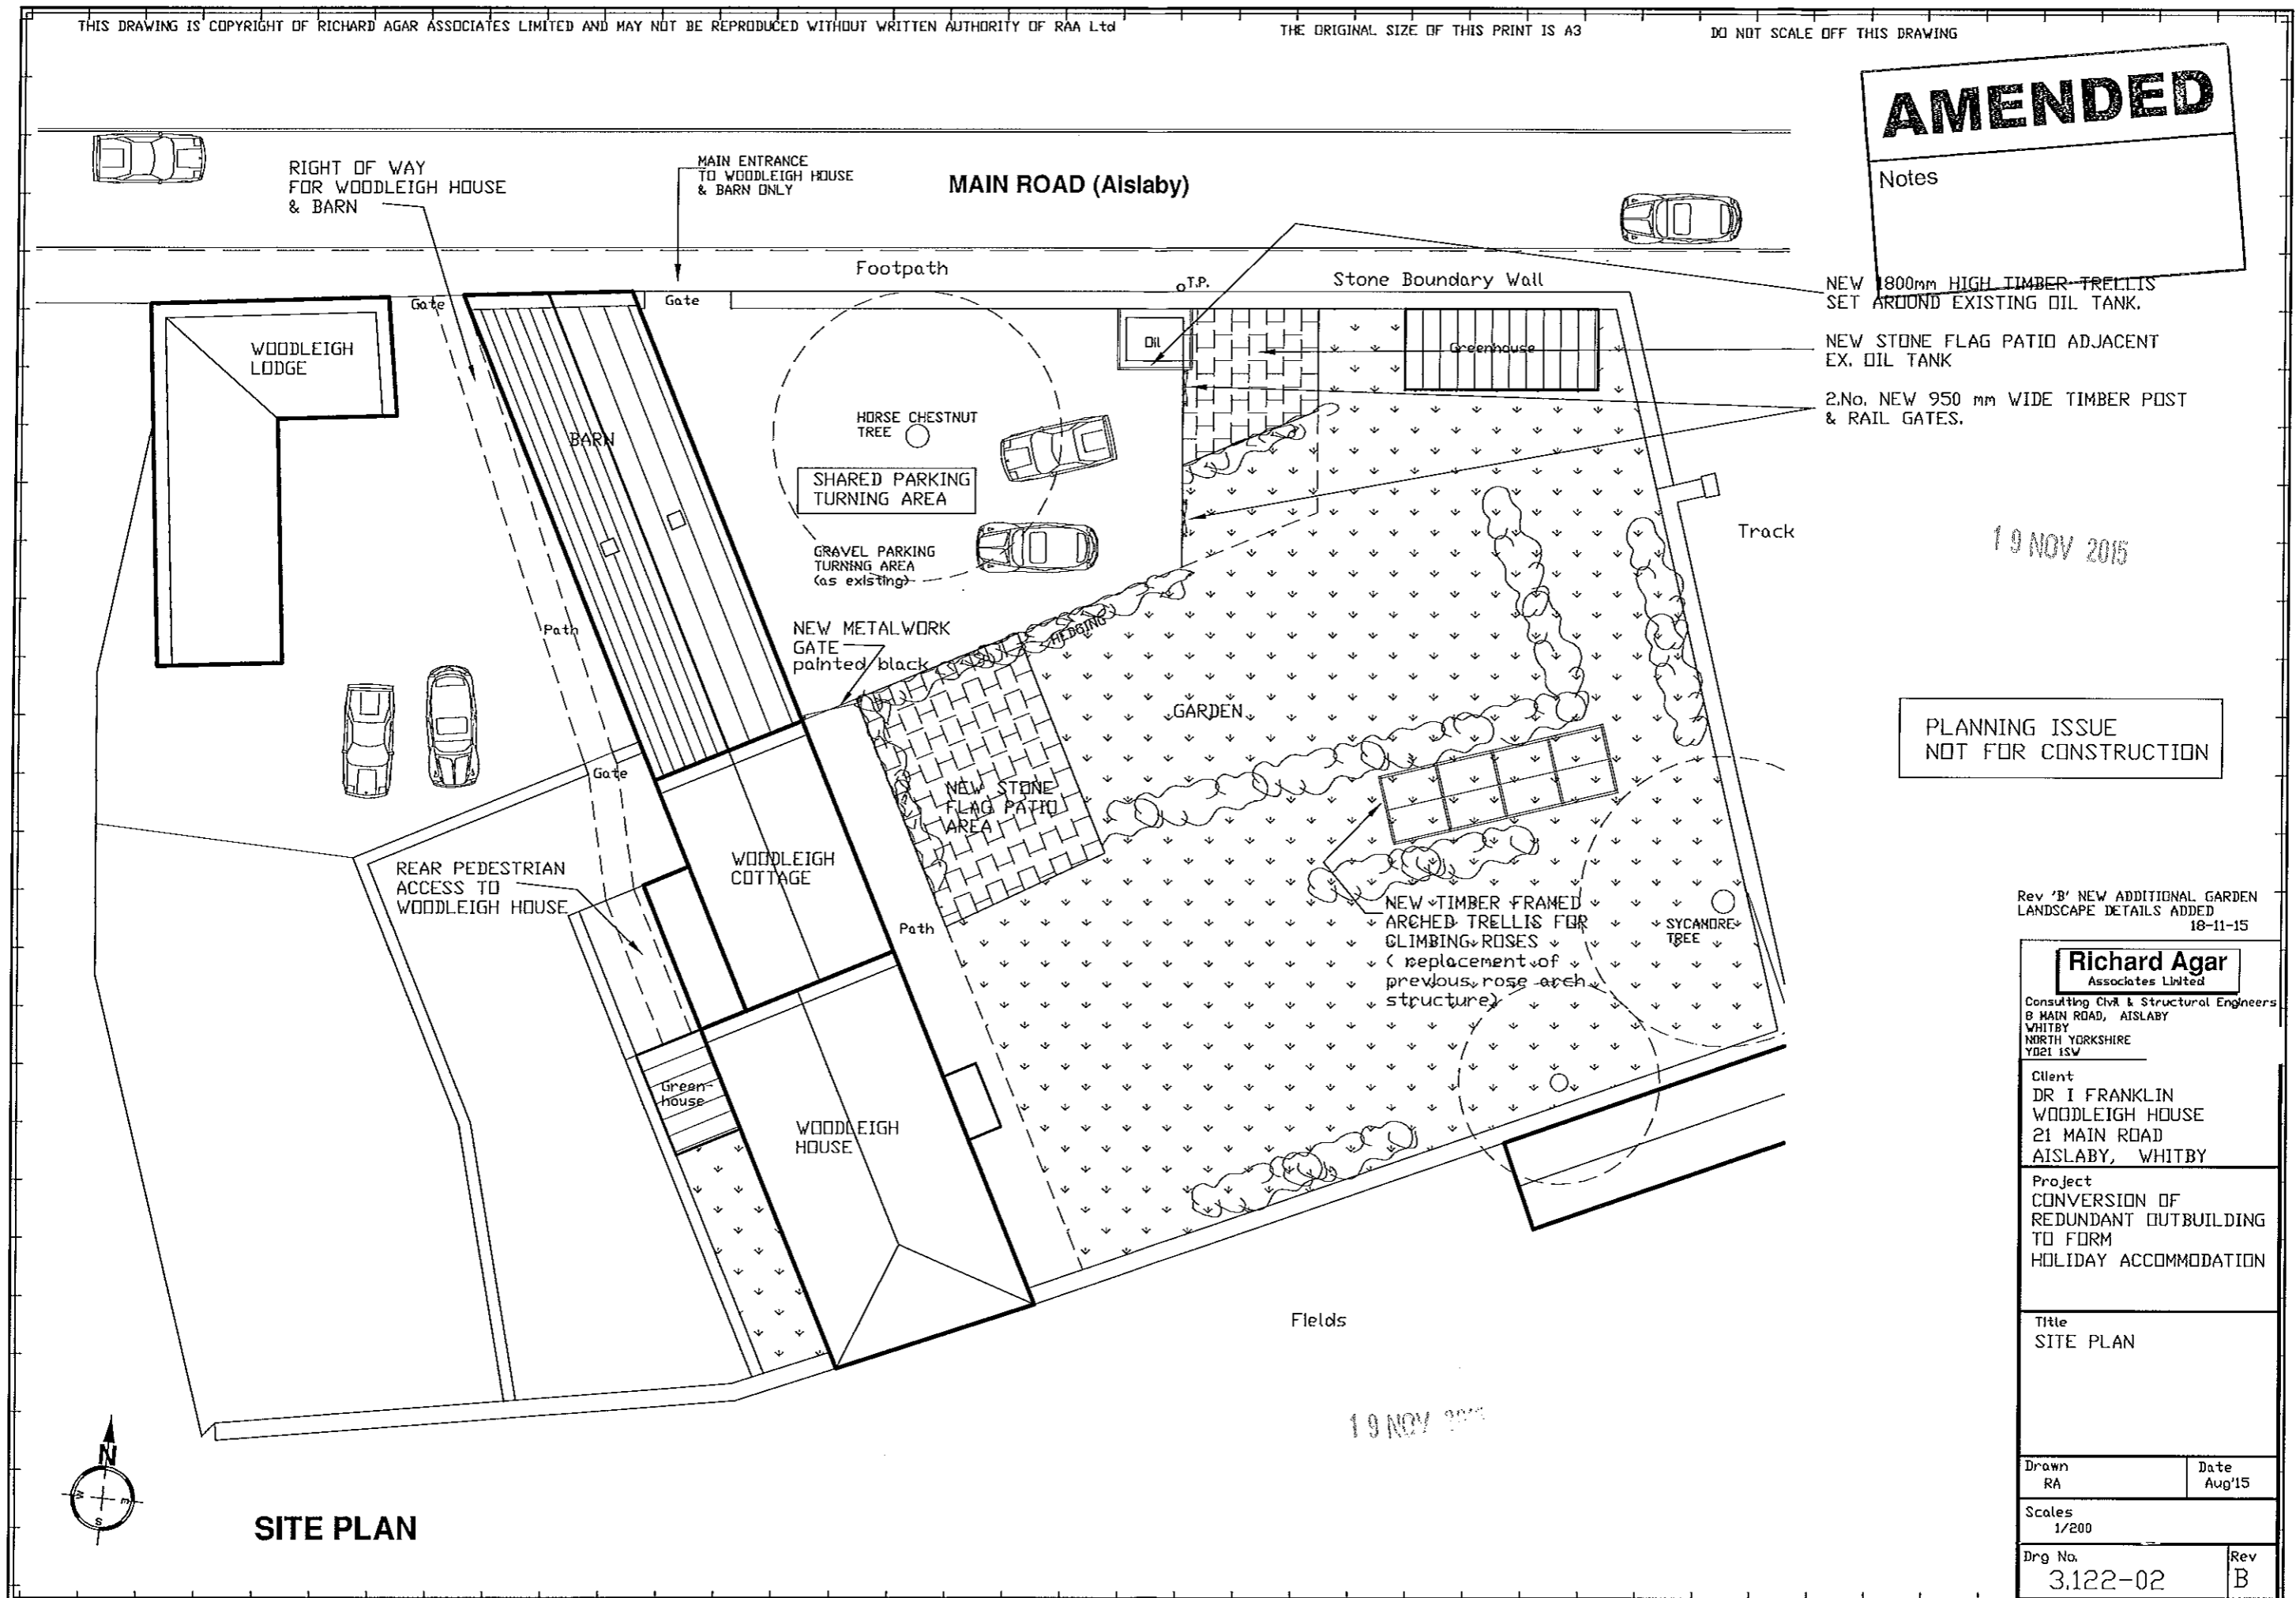 THIS DRAWING IS COPYRIGHT OF RICHARD AGAR ASSOCIATES LIMITED AND MAY NOT BE REPRODUCED WITHOUT WRITTEN AUTHORITY OF RAA Ltd
THE ORIGINAL SIZE OF THIS PRINT IS A3
DO NOT SCALE OFF THIS DRAWING
AMENDED
Notes
RIGHT OF WAY
FOR WOODLEIGH HOUSE
& BARN
MAIN ENTRANCE
TO WOODLEIGH HOUSE
& BARN ONLY
MAIN ROAD (Aislaby)
Footpath
T.P.
Stone Boundary Wall
Gate
Gate
NEW 1800mm HIGH TIMBER TRELLIS
SET AROUND EXISTING OIL TANK.
NEW STONE FLAG PATIO ADJACENT
EX. OIL TANK
2.No. NEW 950 mm WIDE TIMBER POST
& RAIL GATES.
WOODLEIGH
LODGE
Oil
Greenhouse
BARN
HORSE CHESTNUT
TREE
SHARED PARKING
TURNING AREA
GRAVEL PARKING
TURNING AREA
(as existing)
Track
19 NOV 2015
Path
NEW METALWORK
GATE
painted black
HEDGING
GARDEN
PLANNING ISSUE
NOT FOR CONSTRUCTION
Gate
NEW STONE
FLAG PATIO
AREA
WOODLEIGH
COTTAGE
REAR PEDESTRIAN
ACCESS TO
WOODLEIGH HOUSE
Path
NEW TIMBER FRAMED
ARCHED TRELLIS FOR
CLIMBING ROSES
( replacement of
previous rose arch
structure)
SYCAMORE
TREE
Green-
house
WOODLEIGH
HOUSE
Fields
19 NOV
N
W
E
S
SITE PLAN
Rev 'B' NEW ADDITIONAL GARDEN
LANDSCAPE DETAILS ADDED
18-11-15
Richard Agar
Associates Limited
Consulting Civil & Structural Engineers
8 MAIN ROAD, AISLABY
WHITBY
NORTH YORKSHIRE
YO21 1SW
Client
DR I FRANKLIN
WOODLEIGH HOUSE
21 MAIN ROAD
AISLABY, WHITBY
Project
CONVERSION OF
REDUNDANT OUTBUILDING
TO FORM
HOLIDAY ACCOMMODATION
Title
SITE PLAN
Drawn
RA
Date
Aug'15
Scales
1/200
Drg No.
3.122-02
Rev
B